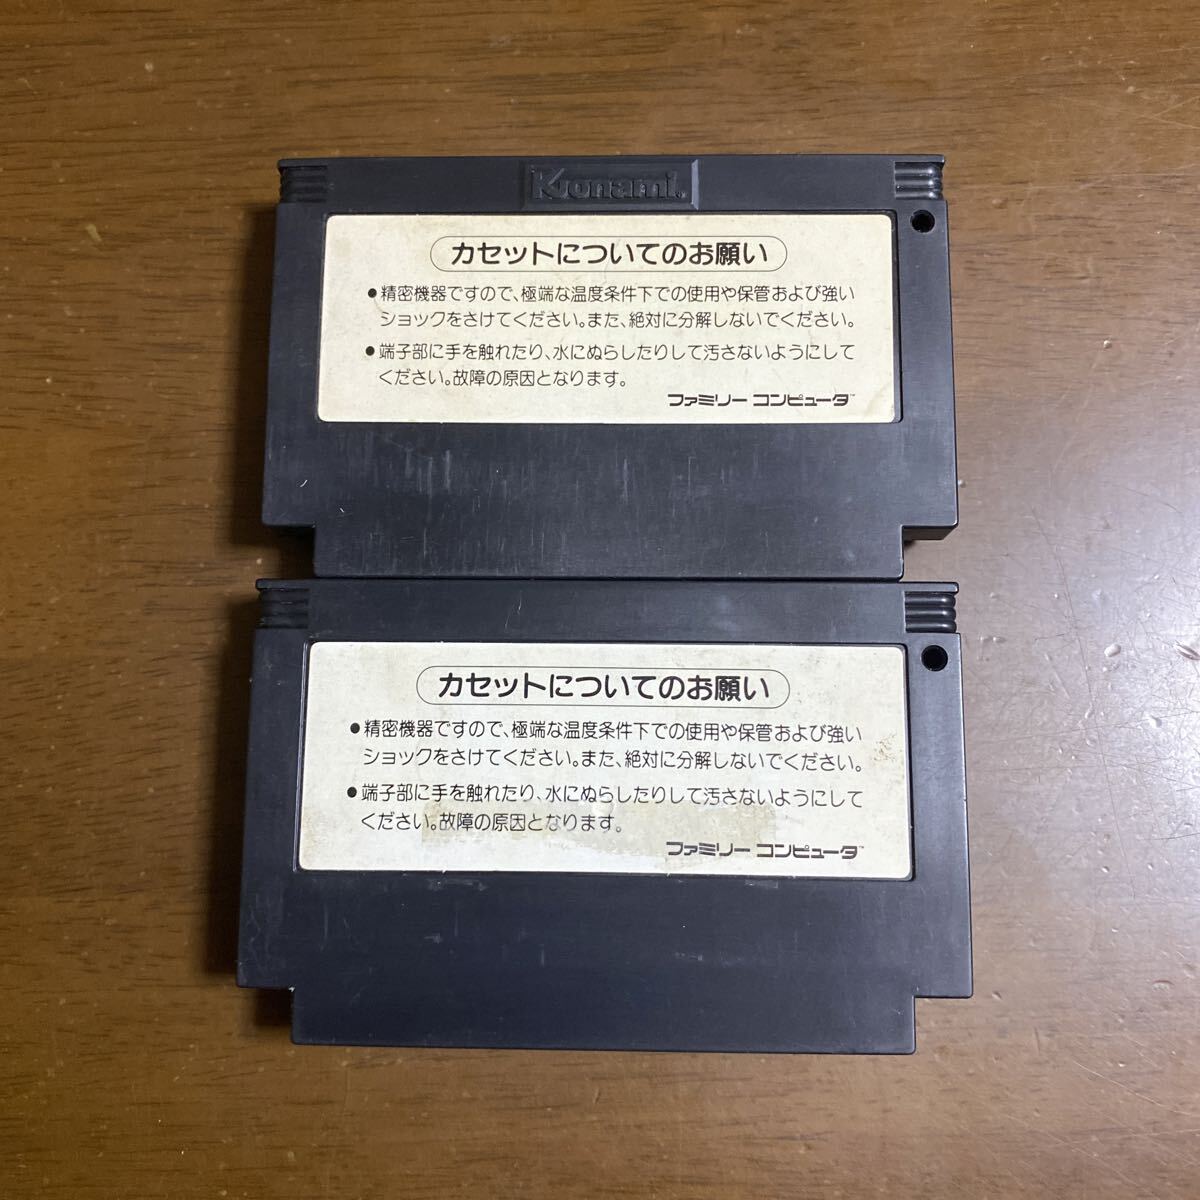 Konami
カセットについてのお願い
●精密機器ですので、極端な温度条件下での使用や保管および強い
ショックをさけてください。また、絶対に分解しないでください。
●端子部に手を触れたり、水にぬらしたりして汚さないようにして
ください。故障の原因となります。
ファミリー コンピュータ™
カセットについてのお願い
●精密機器ですので、極端な温度条件下での使用や保管および強い
ショックをさけてください。また、絶対に分解しないでください。
●端子部に手を触れたり、水にぬらしたりして汚さないようにして
ください。故障の原因となります。
ファミリー コンピュータ™